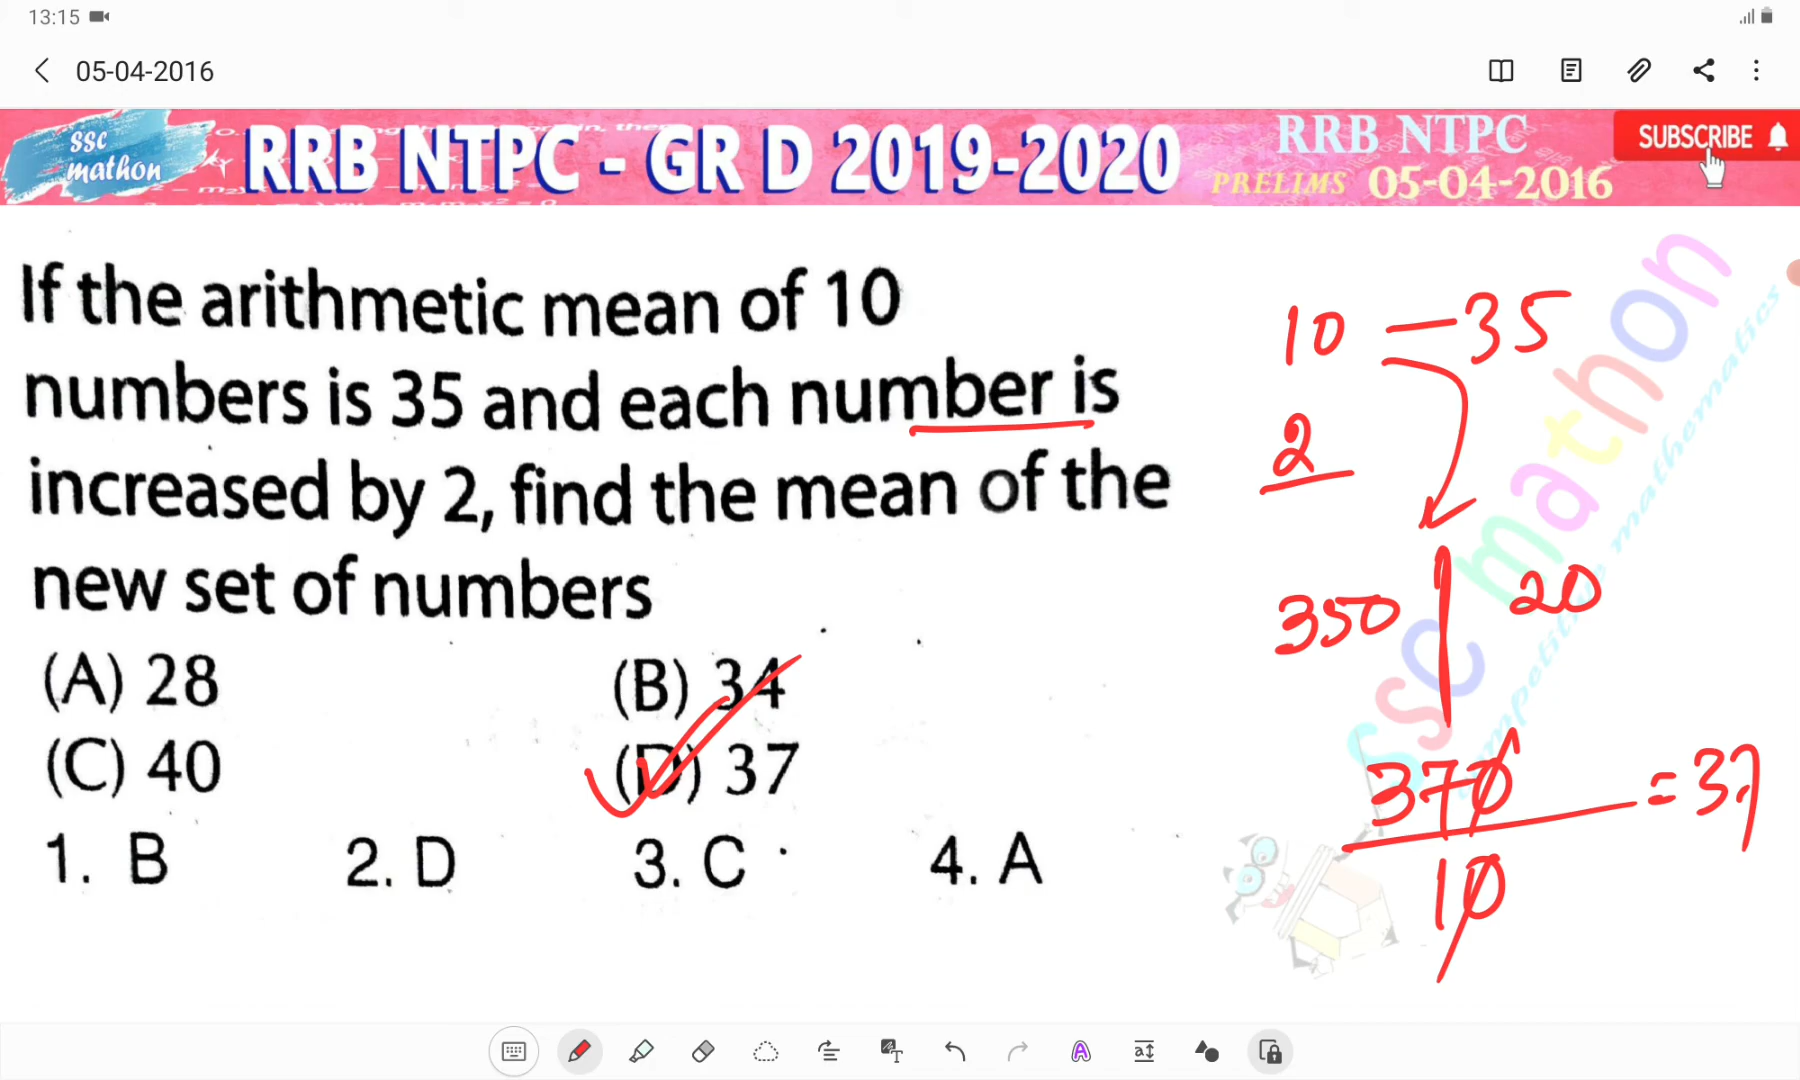 13:15
05-04-2016
ssc
mathon
RRB NTPC - GR D 2019-2020
RRB NTPC
PRELIMS 05-04-2016
SUBSCRIBE
If the arithmetic mean of 10
numbers is 35 and each number is
increased by 2, find the mean of the
new set of numbers
(A) 28
(B) 34
(C) 40
(D) 37
1. B
2. D
3. C
4. A
10 — 35
2
350
20
370
= 37
10
ssc mathon
mathematics